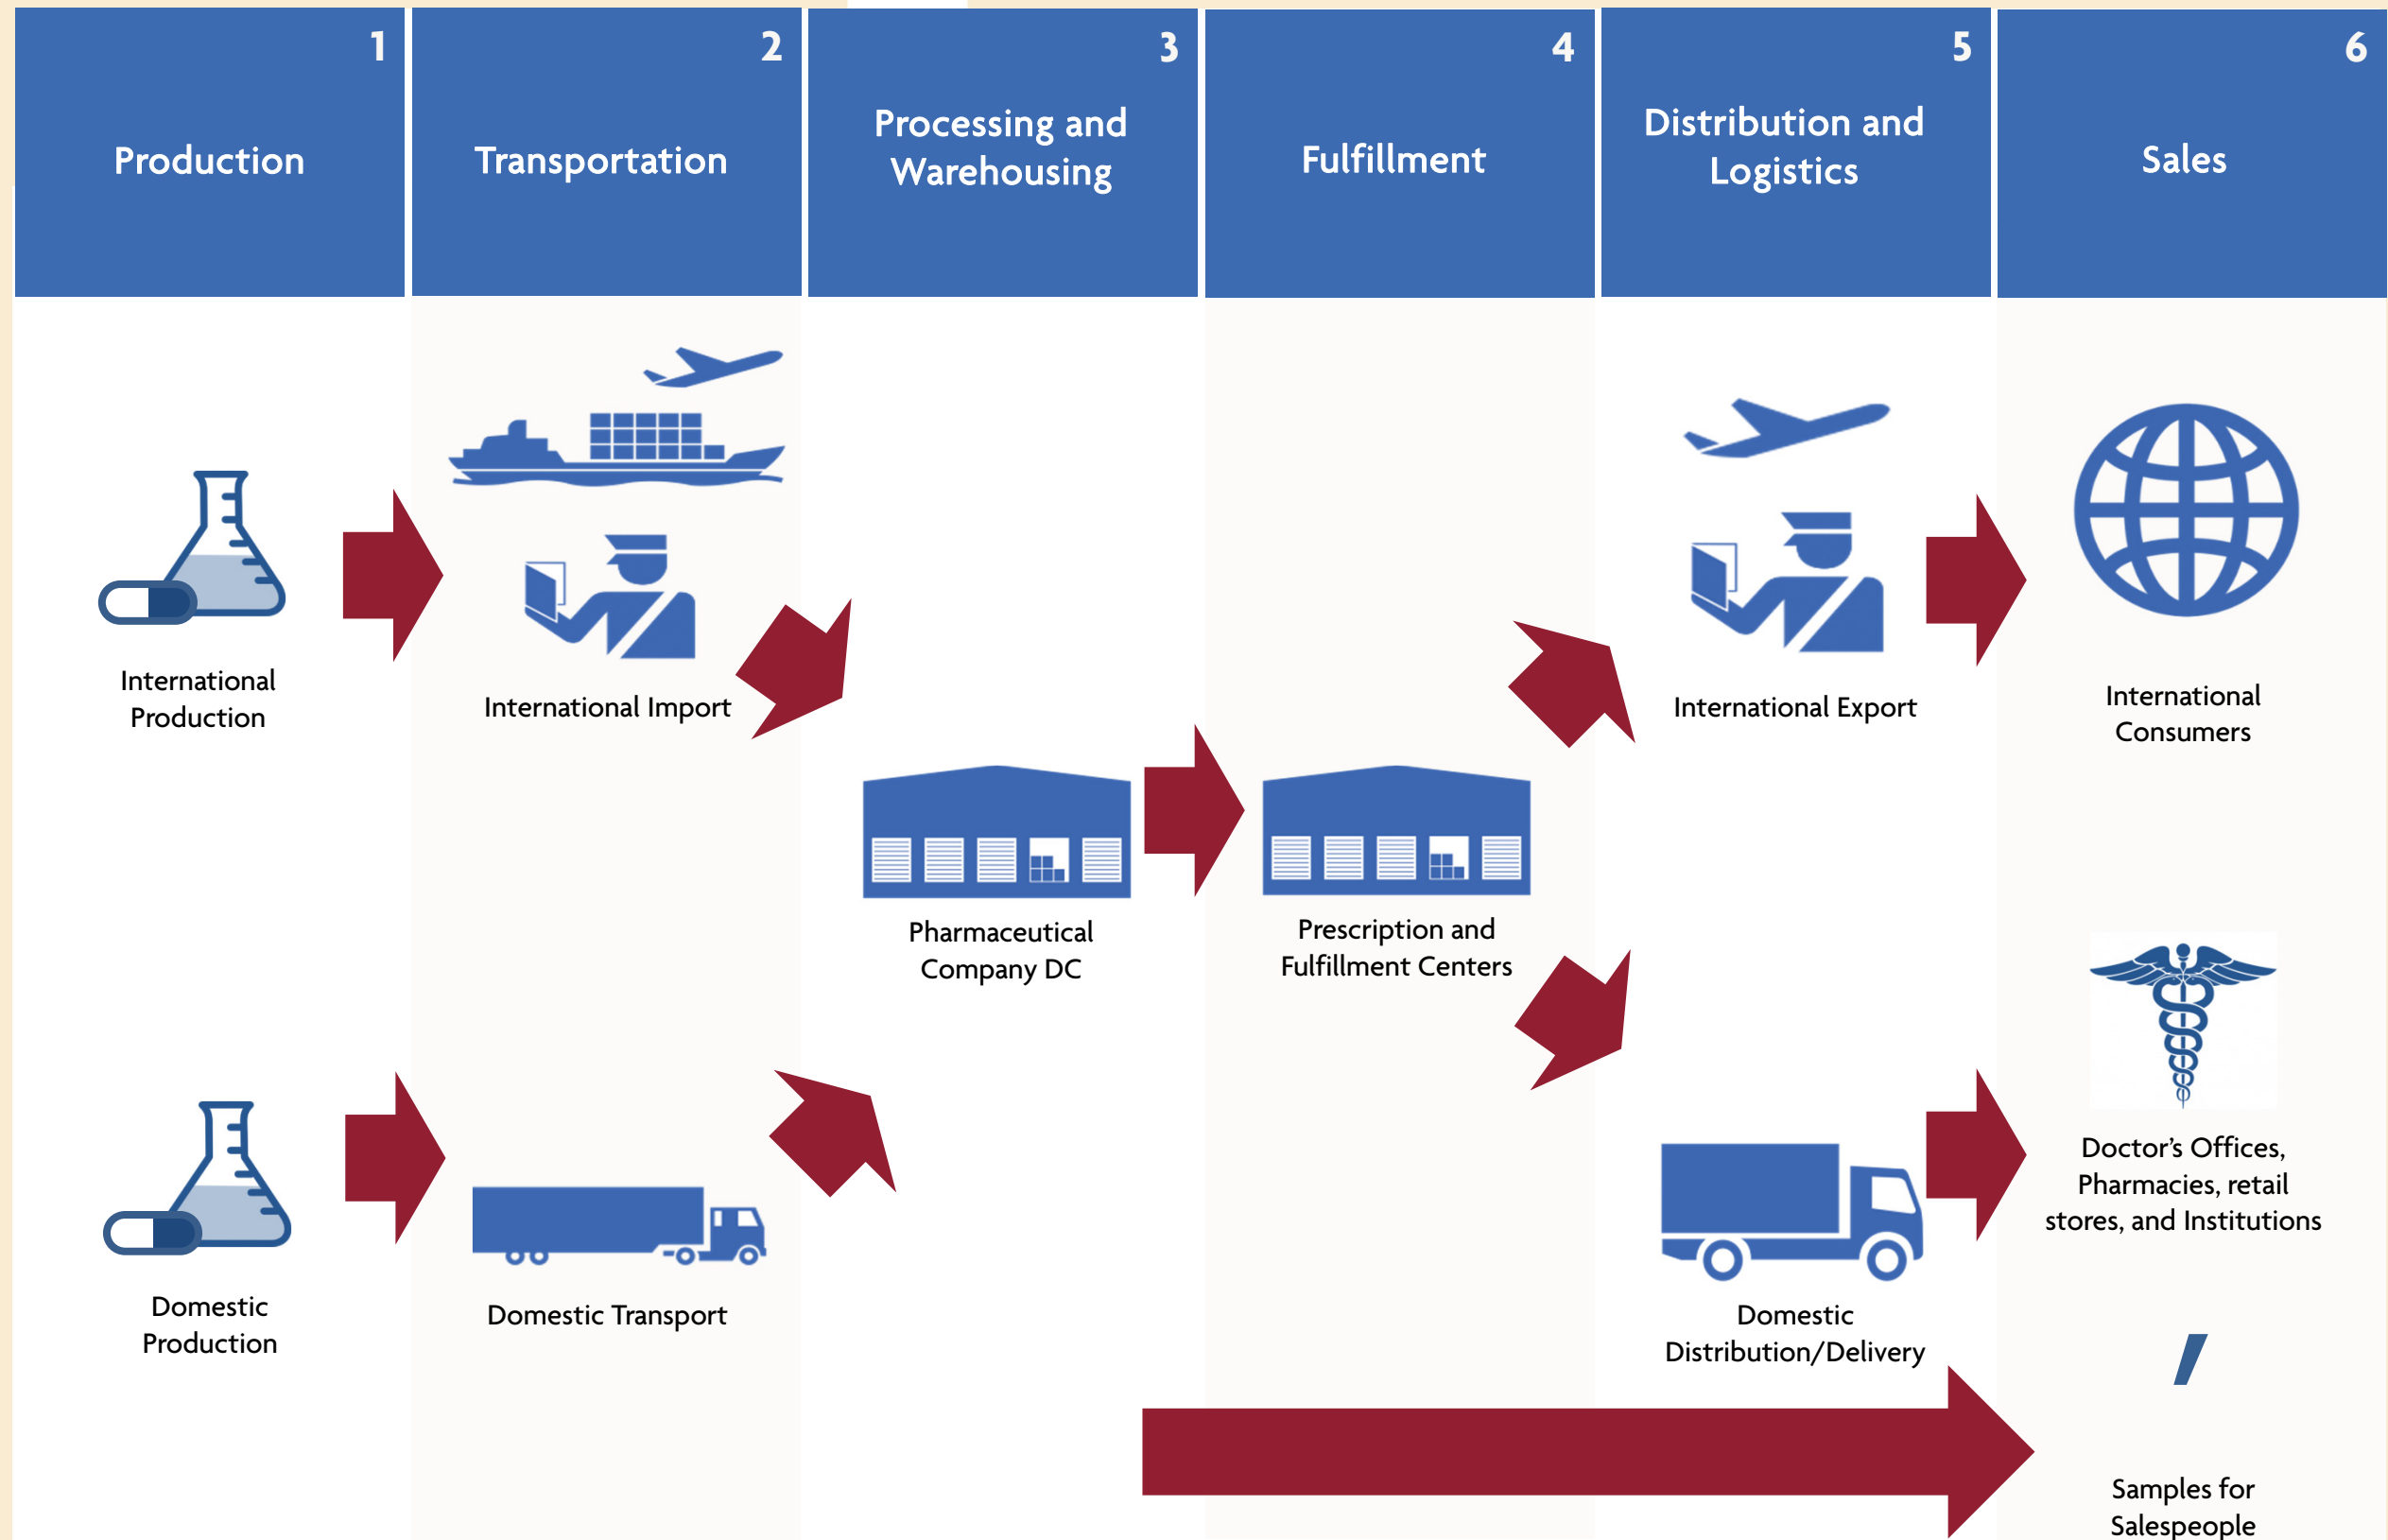 1
Production
2
Transportation
3
Processing and
Warehousing
4
Fulfillment
5
Distribution and
Logistics
6
Sales
International
Production
International Import
International Export
International
Consumers
Pharmaceutical
Company DC
Prescription and
Fulfillment Centers
Doctor’s Offices,
Pharmacies, retail
stores, and Institutions
Domestic
Production
Domestic Transport
Domestic
Distribution/Delivery
Samples for
Salespeople